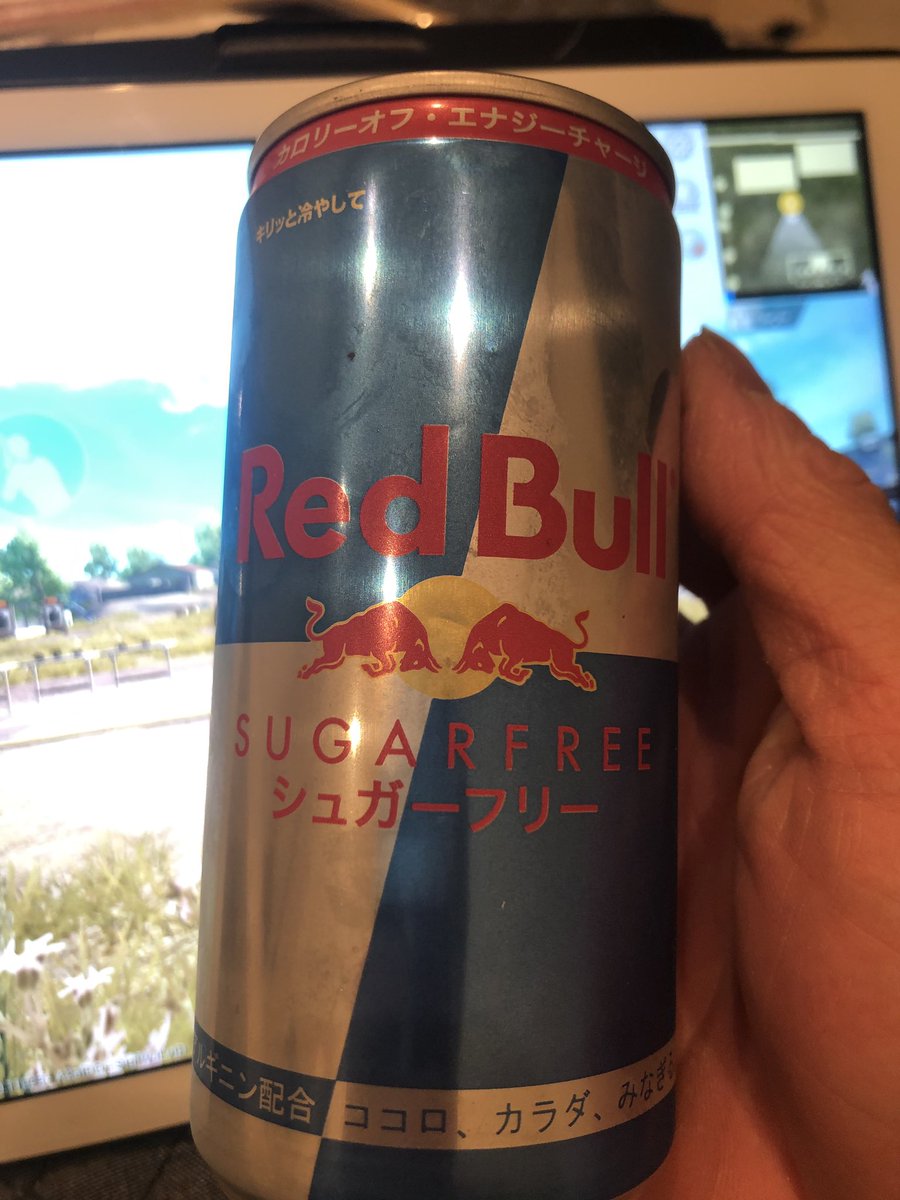 カロリーオフ・エナジーチャージ
キリッと冷やして
Red Bull
SUGARFREE
シュガーフリー
アルギニン配合
ココロ、カラダ、みなぎる